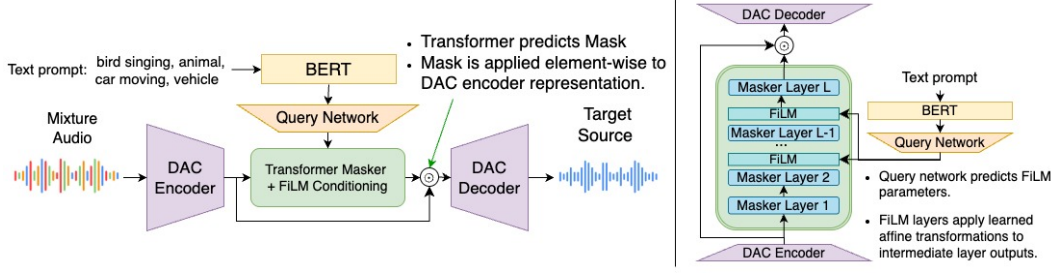 Text prompt:
bird singing, animal,
car moving, vehicle
BERT
Query Network
• Transformer predicts Mask
• Mask is applied element-wise to
DAC encoder representation.
Mixture
Audio
DAC
Encoder
Transformer Masker
+ FiLM Conditioning
DAC
Decoder
Target
Source
DAC Decoder
Masker Layer L
FiLM
Masker Layer L-1
...
FiLM
Masker Layer 2
Masker Layer 1
DAC Encoder
Text prompt
BERT
Query Network
• Query network predicts FiLM
parameters.
• FiLM layers apply learned
affine transformations to
intermediate layer outputs.